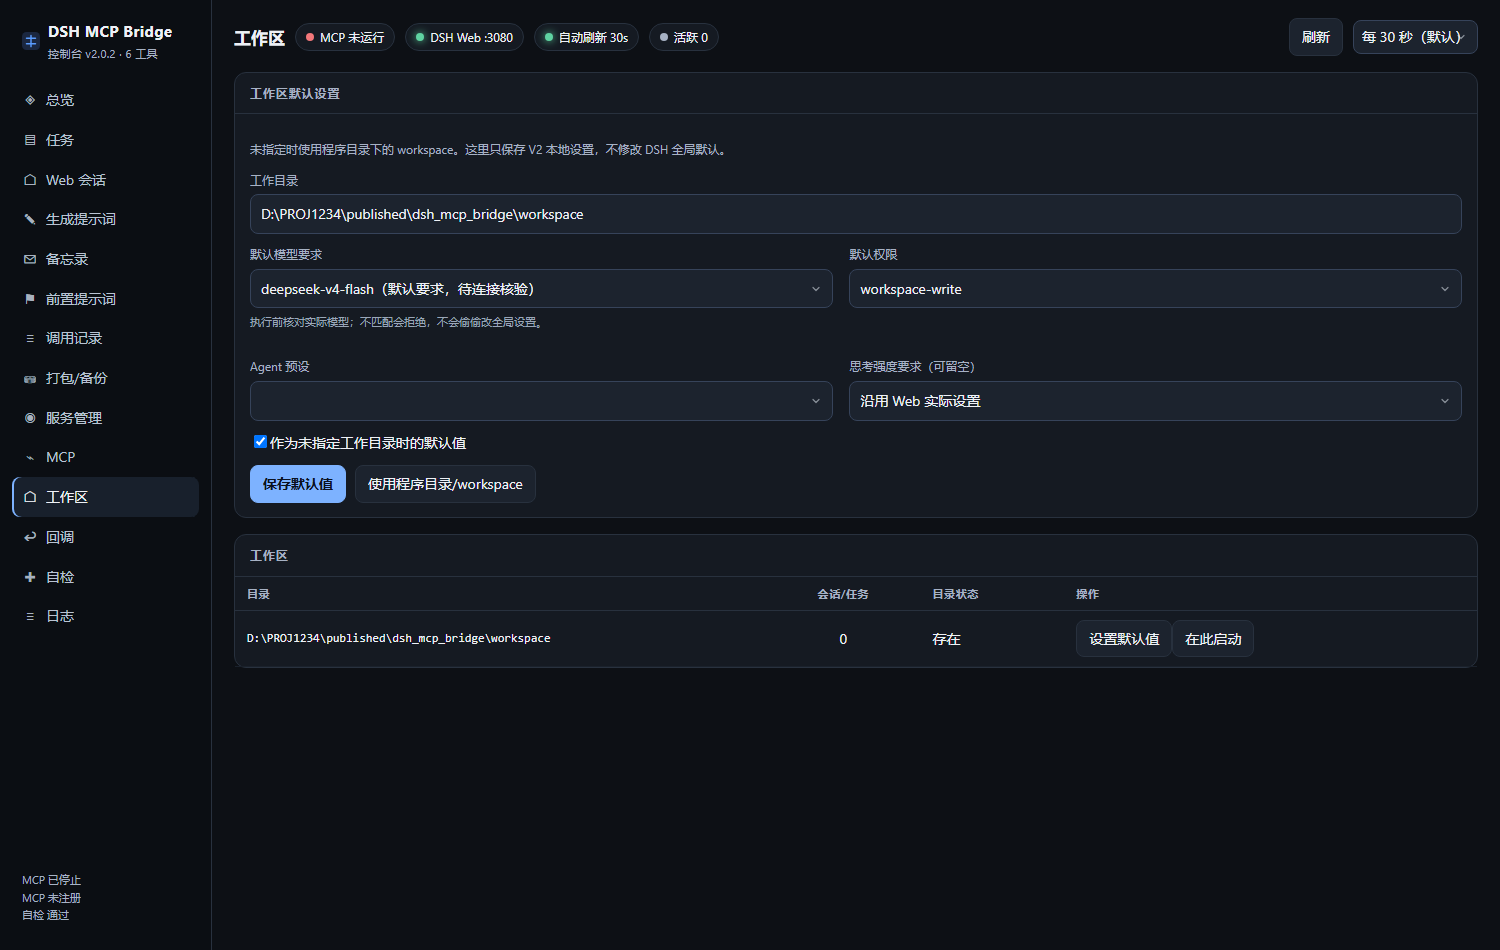 DSH MCP Bridge
控制台 v2.0.2 · 6 工具
总览
任务
Web 会话
生成提示词
备忘录
前置提示词
调用记录
打包/备份
服务管理
MCP
工作区
回调
自检
日志
MCP 已停止
MCP 未注册
自检 通过
工作区
MCP 未运行
DSH Web :3080
自动刷新 30s
活跃 0
刷新
每 30 秒（默认）
工作区默认设置
未指定时使用程序目录下的 workspace。这里只保存 V2 本地设置，不修改 DSH 全局默认。
工作目录
D:\PROJ1234\published\dsh_mcp_bridge\workspace
默认模型要求
默认权限
deepseek-v4-flash（默认要求，待连接核验）
workspace-write
执行前核对实际模型；不匹配会拒绝，不会偷偷改全局设置。
Agent 预设
思考强度要求（可留空）
沿用 Web 实际设置
作为未指定工作目录时的默认值
保存默认值
使用程序目录/workspace
工作区
目录 会话/任务 目录状态 操作
D:\PROJ1234\published\dsh_mcp_bridge\workspace 0 存在 设置默认值 在此启动